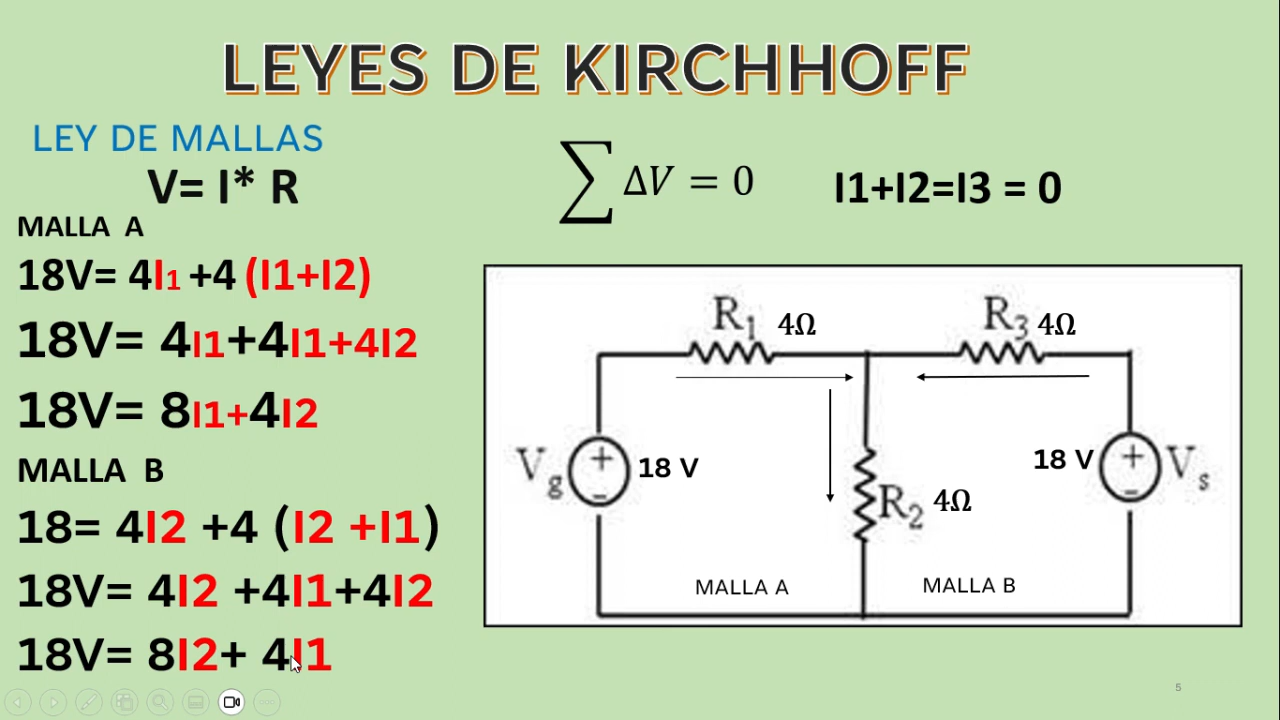 LEYES DE KIRCHHOFF
LEY DE MALLAS
V= I* R
∑ ΔV = 0
I1+I2=I3 = 0
MALLA A
18V= 4I1 +4 (I1+I2)
18V= 4I1+4I1+4I2
18V= 8I1+4I2
MALLA B
18= 4I2 +4 (I2 +I1)
18V= 4I2 +4I1+4I2
18V= 8I2+ 4I1
R1 4Ω
R3 4Ω
Vg + - 18 V
R2 4Ω
18 V + - Vs
MALLA A
MALLA B
5